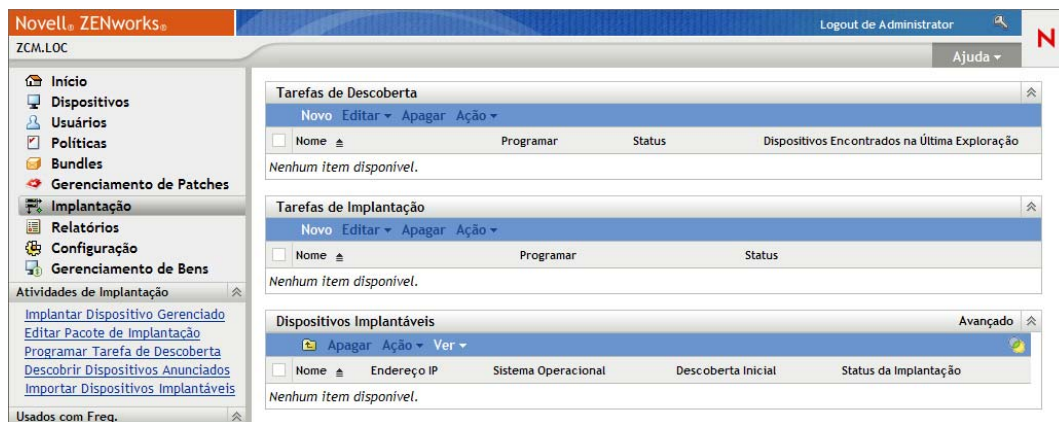 Novell® ZENworks®
Logout de Administrator
N
ZCM.LOC
Ajuda
Início
Dispositivos
Usuários
Políticas
Bundles
Gerenciamento de Patches
Implantação
Relatórios
Configuração
Gerenciamento de Bens
Atividades de Implantação
Implantar Dispositivo Gerenciado
Editar Pacote de Implantação
Programar Tarefa de Descoberta
Descobrir Dispositivos Anunciados
Importar Dispositivos Implantáveis
Usados com Freq.
Tarefas de Descoberta
Novo Editar Apagar Ação
Nome Programar Status Dispositivos Encontrados na Última Exploração
Nenhum item disponível.
Tarefas de Implantação
Novo Editar Apagar Ação
Nome Programar Status
Nenhum item disponível.
Dispositivos Implantáveis Avançado
Apagar Ação Ver
Nome Endereço IP Sistema Operacional Descoberta Inicial Status da Implantação
Nenhum item disponível.